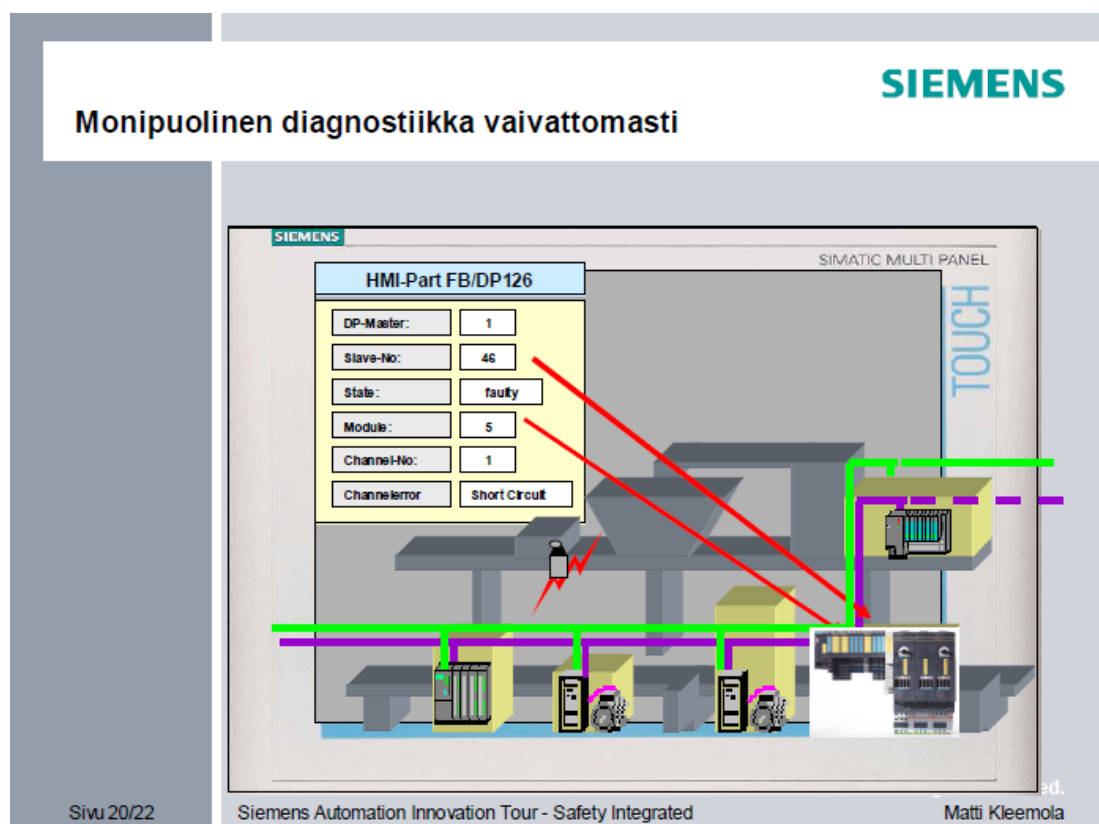 SIEMENS
Monipuolinen diagnostiikka vaivattomasti
SIEMENS
SIMATIC MULTI PANEL
TOUCH
HMI-Part FB/DP126
DP-Master: 1
Slave-No: 46
State: faulty
Module: 5
Channel-No: 1
Channelerror Short Circuit
ed.
Sivu 20/22 Siemens Automation Innovation Tour - Safety Integrated Matti Kleemola